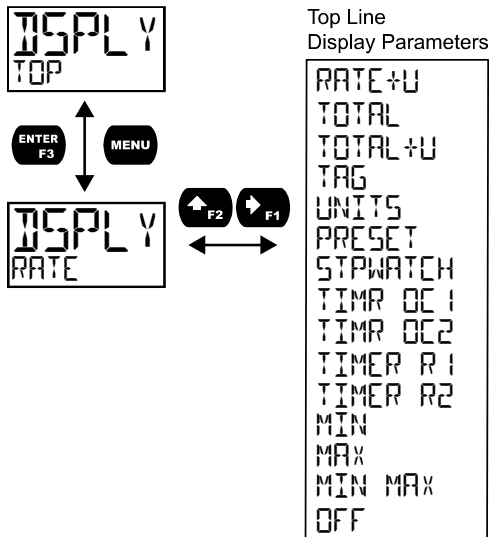 DSPLY
TOP
ENTER
F3
MENU
DSPLY
RATE
F2
F1
Top Line
Display Parameters
RATE+U
TOTAL
TOTAL+U
TAG
UNITS
PRESET
STPWATCH
TIMR OC1
TIMR OC2
TIMER R1
TIMER R2
MIN
MAX
MIN MAX
OFF